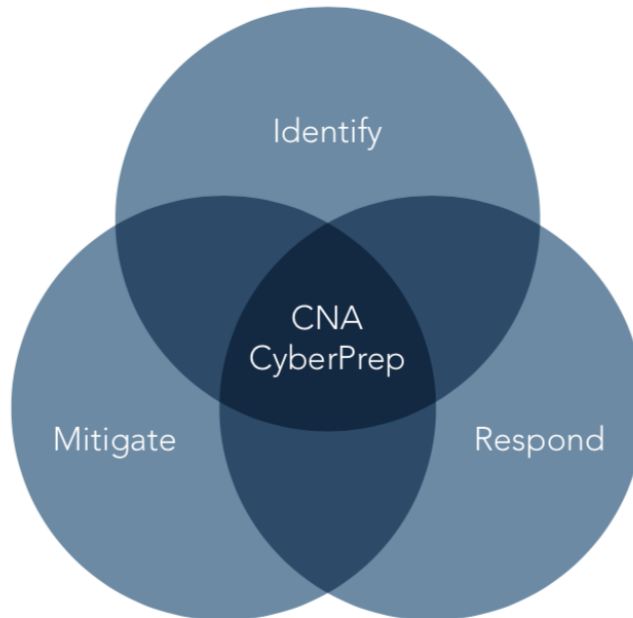 Identify
CNA
CyberPrep
Mitigate
Respond